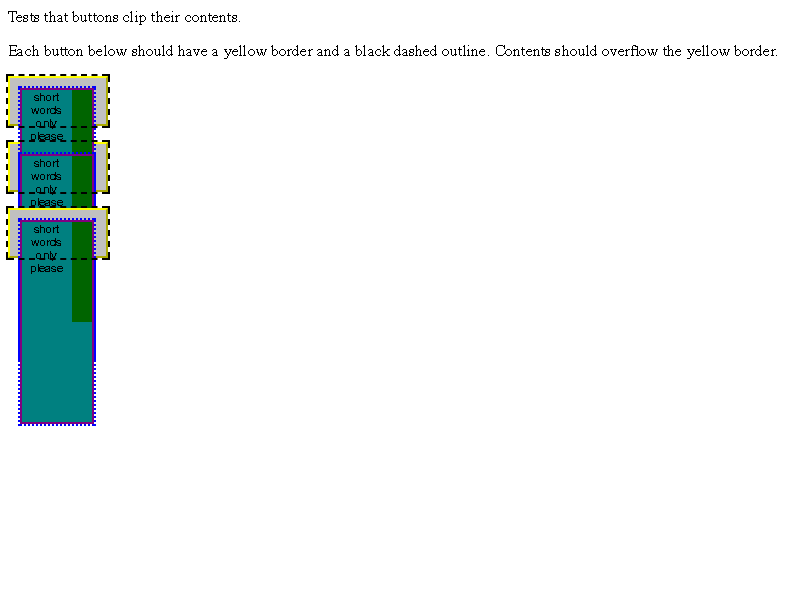 Tests that buttons clip their contents.
Each button below should have a yellow border and a black dashed outline. Contents should overflow the yellow border.
short
words
only
please
short
words
only
please
short
words
only
please